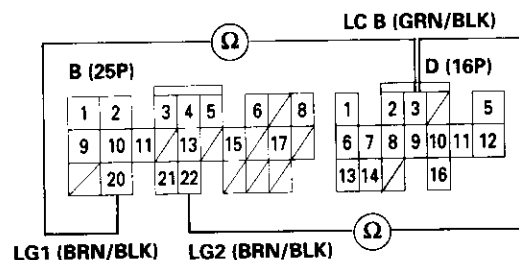 LC B (GRN/BLK)
Ω
B (25P)
D (16P)
1 2 3 4 5 6 8
9 10 11 13 15 17
20 21 22
1 2 3 5
6 7 8 9 10 11 12
13 14 16
LG1 (BRN/BLK)
LG2 (BRN/BLK)
Ω